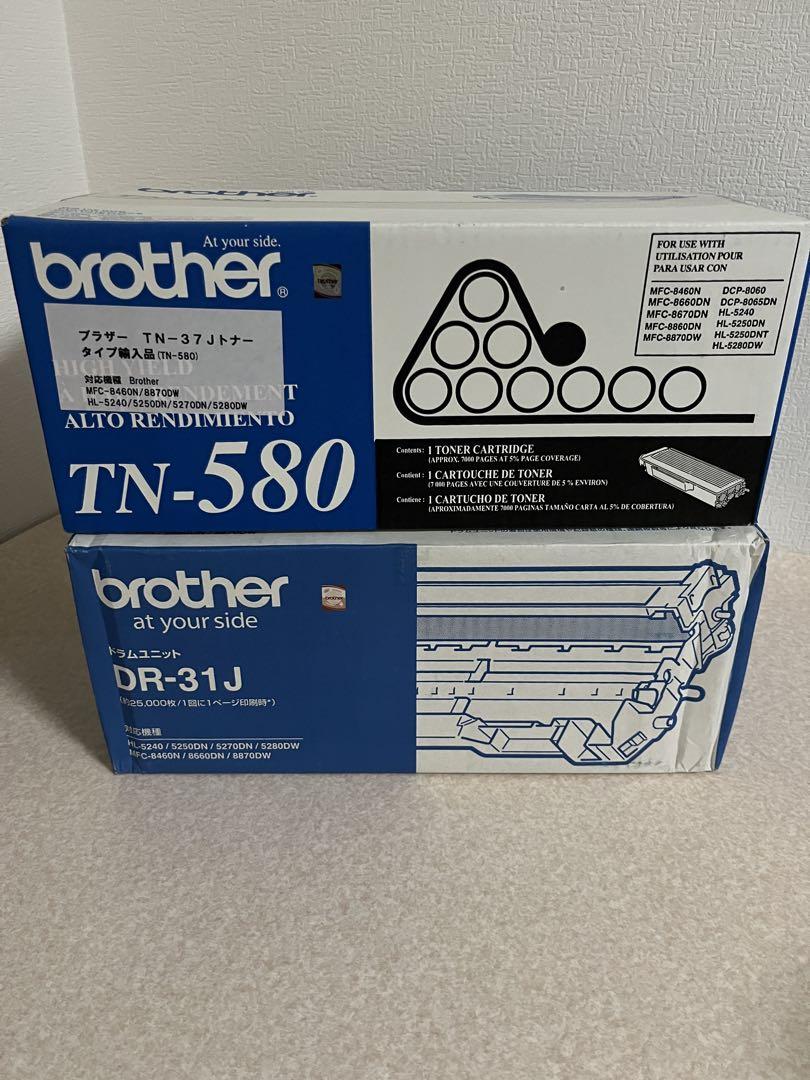 brother
At your side.
brother®
ブラザー　TN-37Jトナー
タイプ輸入品(TN-580)
対応機種　Brother
MFC-8460N/8870DW
HL-5240/5250DN/5270DN/5280DW
HIGH YIELD
À RENDEMENT
ALTO RENDIMIENTO
TN-580
FOR USE WITH
UTILISATION POUR
PARA USAR CON
MFC-8460N
MFC-8660DN
MFC-8670DN
MFC-8860DN
MFC-8870DW
DCP-8060
DCP-8065DN
HL-5240
HL-5250DN
HL-5250DNT
HL-5280DW
Contents: 1 TONER CARTRIDGE
(APPROX. 7000 PAGES AT 5% PAGE COVERAGE)
Contient: 1 CARTOUCHE DE TONER
(7 000 PAGES AVEC UNE COUVERTURE DE 5 % ENVIRON)
Contiene: 1 CARTUCHO DE TONER
(APROXIMADAMENTE 7000 PAGINAS TAMAÑO CARTA AL 5% DE COBERTURA)
brother
at your side
brother
ドラムユニット
DR-31J
(約25,000枚/1回に1ページ印刷時*)
対応機種
HL-5240 / 5250DN / 5270DN / 5280DW
MFC-8460N / 8660DN / 8870DW